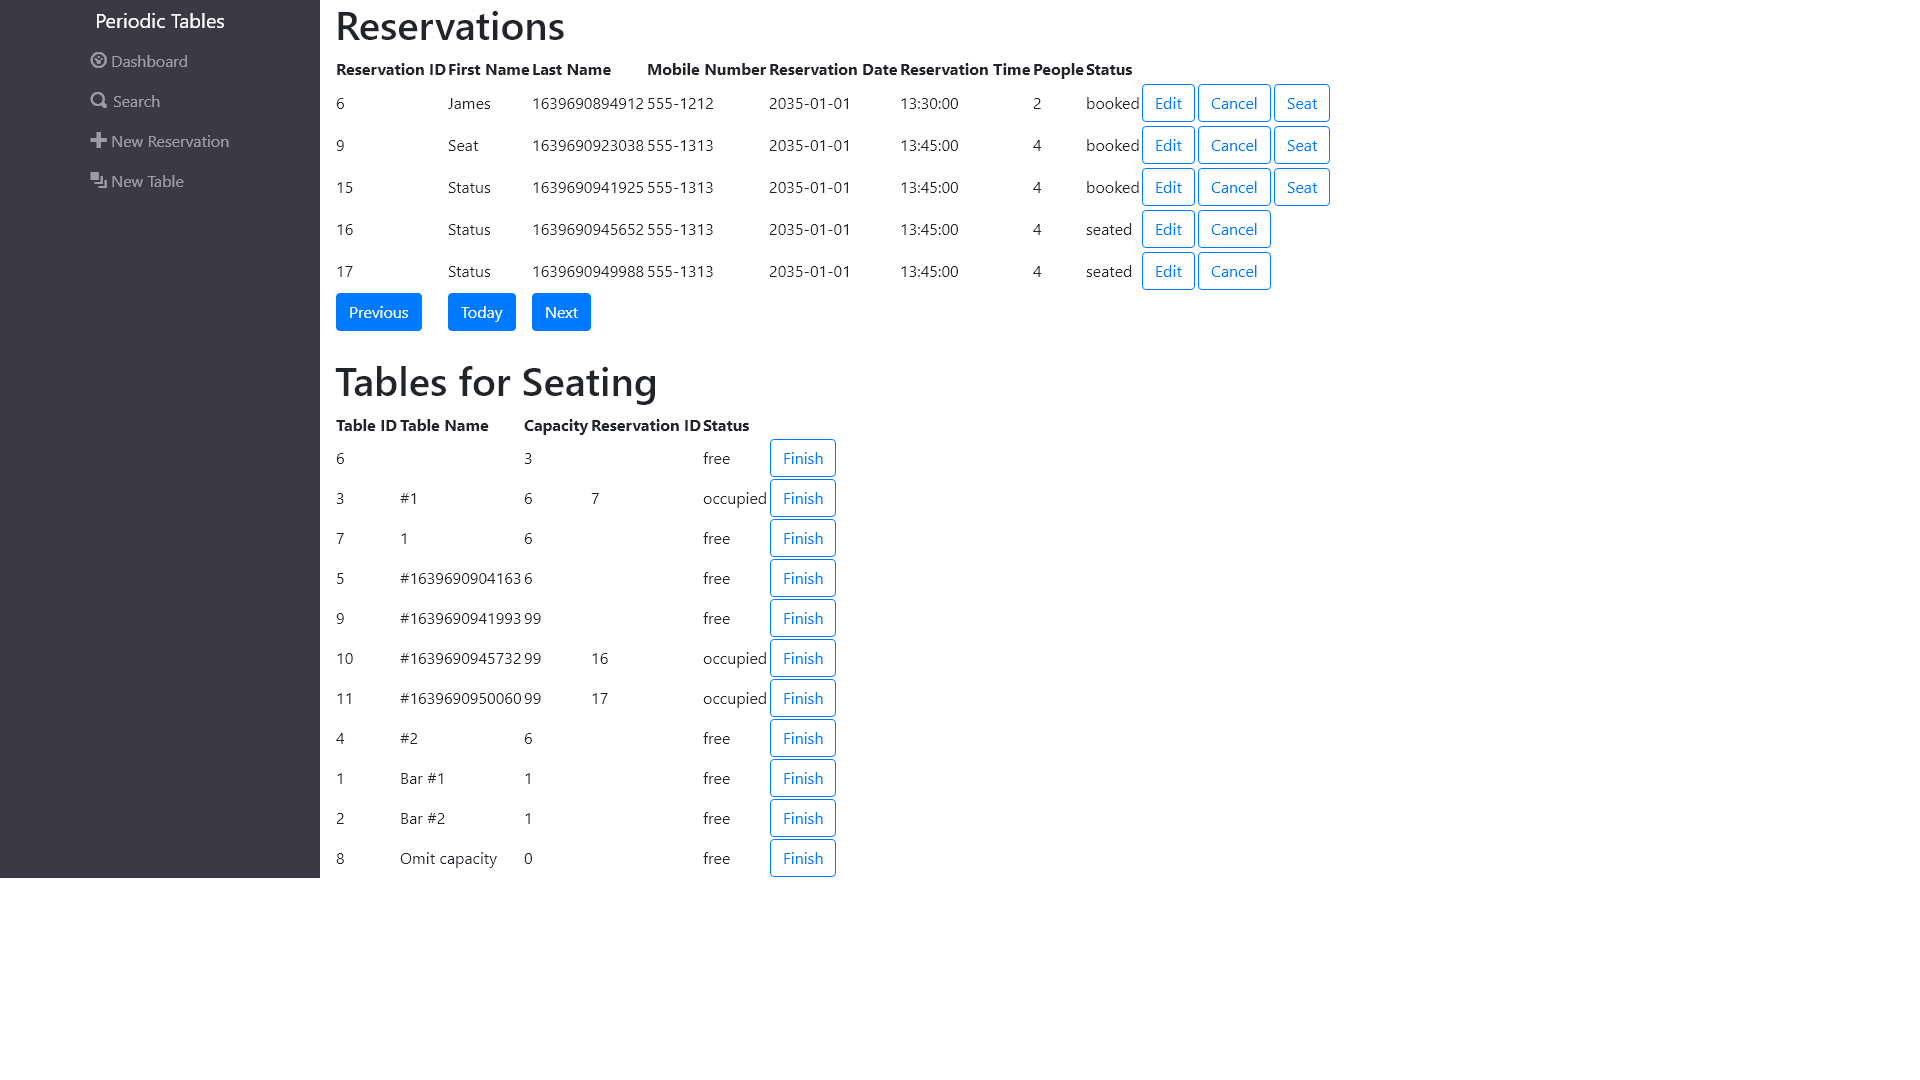 Periodic Tables
Dashboard
Search
New Reservation
New Table
Reservations
Reservation ID First Name Last Name Mobile Number Reservation Date Reservation Time People Status
6 James 1639690894912 555-1212 2035-01-01 13:30:00 2 booked Edit Cancel Seat
9 Seat 1639690923038 555-1313 2035-01-01 13:45:00 4 booked Edit Cancel Seat
15 Status 1639690941925 555-1313 2035-01-01 13:45:00 4 booked Edit Cancel Seat
16 Status 1639690945652 555-1313 2035-01-01 13:45:00 4 seated Edit Cancel
17 Status 1639690949988 555-1313 2035-01-01 13:45:00 4 seated Edit Cancel
Previous Today Next
Tables for Seating
Table ID Table Name Capacity Reservation ID Status
6 3 free Finish
3 #1 6 7 occupied Finish
7 1 6 free Finish
5 #1639690904163 6 free Finish
9 #1639690941993 99 free Finish
10 #1639690945732 99 16 occupied Finish
11 #1639690950060 99 17 occupied Finish
4 #2 6 free Finish
1 Bar #1 1 free Finish
2 Bar #2 1 free Finish
8 Omit capacity 0 free Finish